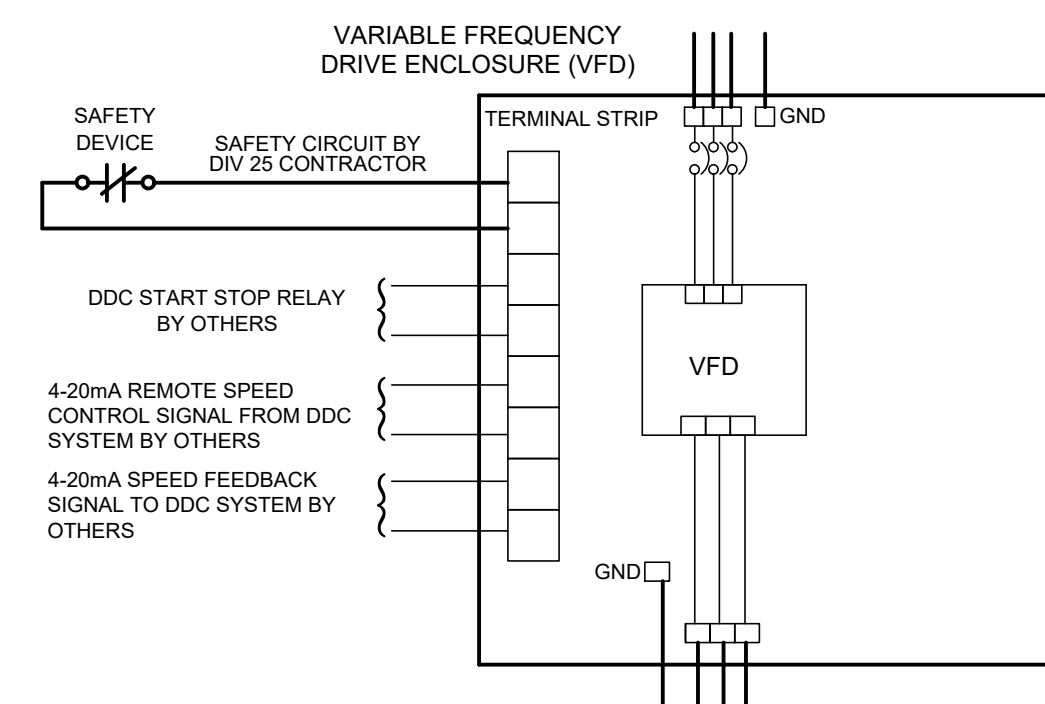 VARIABLE FREQUENCY
DRIVE ENCLOSURE (VFD)
SAFETY
DEVICE
SAFETY CIRCUIT BY
DIV 25 CONTRACTOR
TERMINAL STRIP
GND
DDC START STOP RELAY
BY OTHERS
VFD
4-20mA REMOTE SPEED
CONTROL SIGNAL FROM DDC
SYSTEM BY OTHERS
4-20mA SPEED FEEDBACK
SIGNAL TO DDC SYSTEM BY
OTHERS
GND